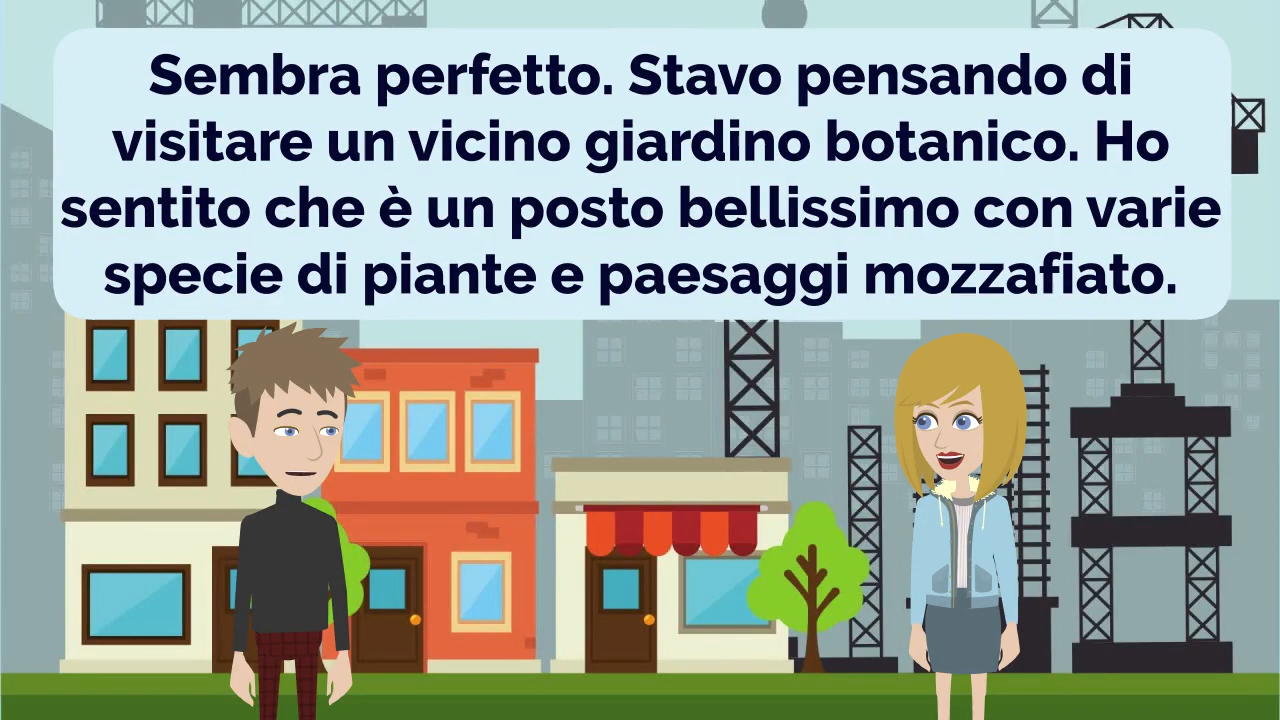 Sembra perfetto. Stavo pensando di
visitare un vicino giardino botanico. Ho
sentito che è un posto bellissimo con varie
specie di piante e paesaggi mozzafiato.